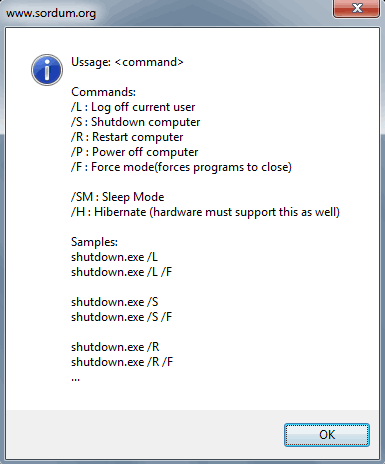 www.sordum.org
Ussage: <command>
Commands:
/L : Log off current user
/S : Shutdown computer
/R : Restart computer
/P : Power off computer
/F : Force mode(forces programs to close)
/SM : Sleep Mode
/H : Hibernate (hardware must support this as well)
Samples:
shutdown.exe /L
shutdown.exe /L /F
shutdown.exe /S
shutdown.exe /S /F
shutdown.exe /R
shutdown.exe /R /F
...
OK